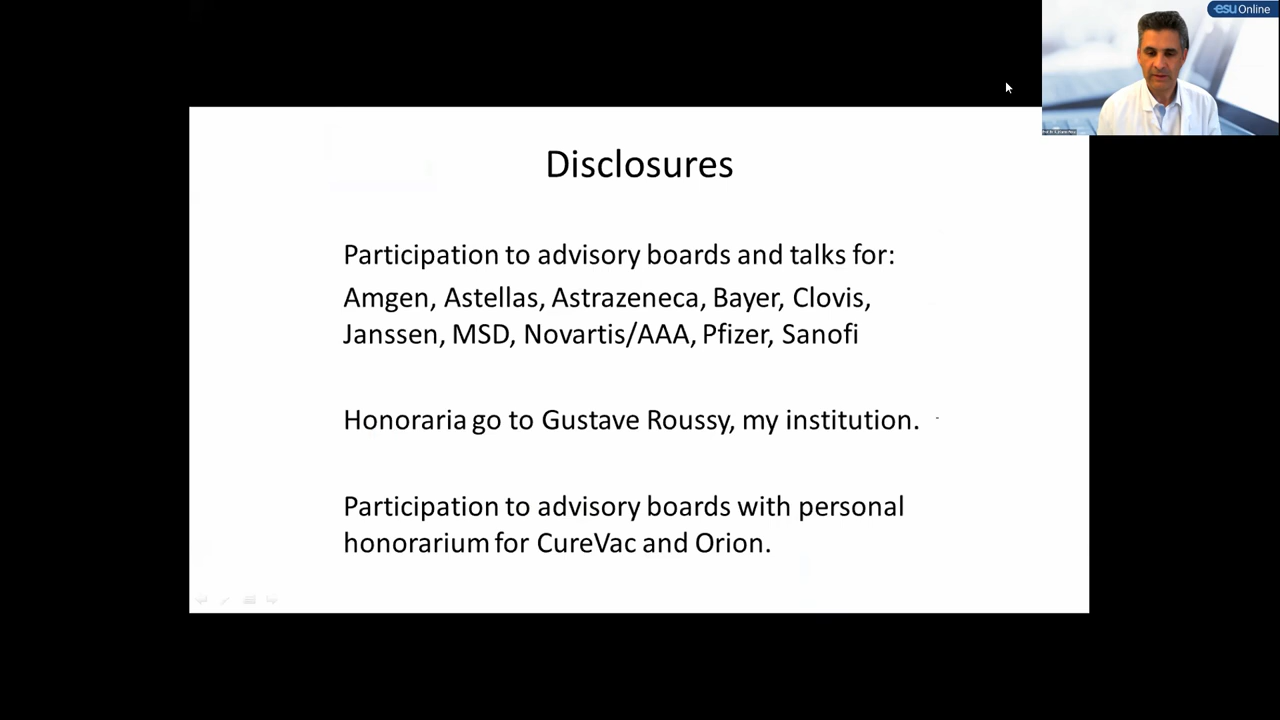 esu Online
Disclosures
Participation to advisory boards and talks for:
Amgen, Astellas, Astrazeneca, Bayer, Clovis,
Janssen, MSD, Novartis/AAA, Pfizer, Sanofi
Honoraria go to Gustave Roussy, my institution.
Participation to advisory boards with personal
honorarium for CureVac and Orion.